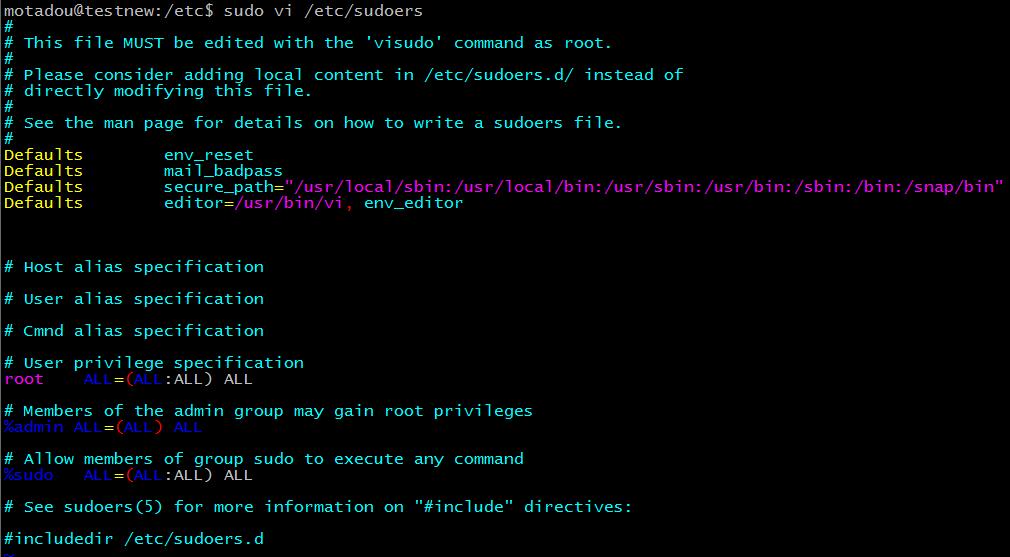 motadou@testnew:/etc$ sudo vi /etc/sudoers
#
# This file MUST be edited with the 'visudo' command as root.
#
# Please consider adding local content in /etc/sudoers.d/ instead of
# directly modifying this file.
#
# See the man page for details on how to write a sudoers file.
#
Defaults        env_reset
Defaults        mail_badpass
Defaults        secure_path="/usr/local/sbin:/usr/local/bin:/usr/sbin:/usr/bin:/sbin:/bin:/snap/bin"
Defaults        editor=/usr/bin/vi, env_editor
# Host alias specification
# User alias specification
# Cmnd alias specification
# User privilege specification
root    ALL=(ALL:ALL) ALL
# Members of the admin group may gain root privileges
%admin ALL=(ALL) ALL
# Allow members of group sudo to execute any command
%sudo   ALL=(ALL:ALL) ALL
# See sudoers(5) for more information on "#include" directives:
#includedir /etc/sudoers.d
~